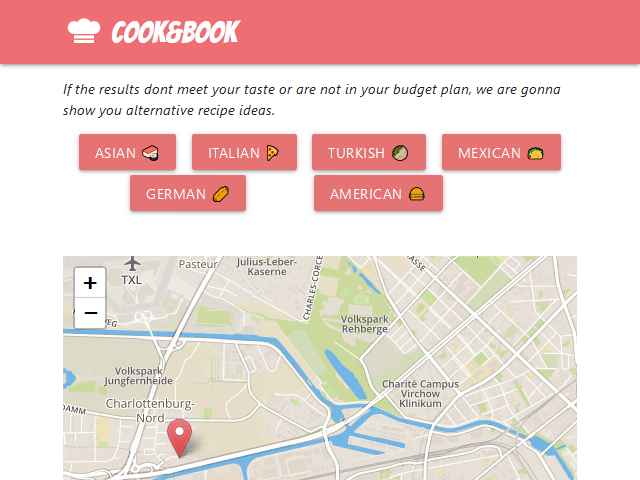 COOK&BOOK
If the results dont meet your taste or are not in your budget plan, we are gonna
show you alternative recipe ideas.
ASIAN
ITALIAN
TURKISH
MEXICAN
GERMAN
AMERICAN
+
−
TXL
Pasteur
Julius-Leber-
Kaserne
CHARLES-CORCE
Volkspark
Rehberge
Volkspark
Jungfernheide
Charlottenburg-
Nord
Charité Campus
Virchow
Klinikum
DAMM